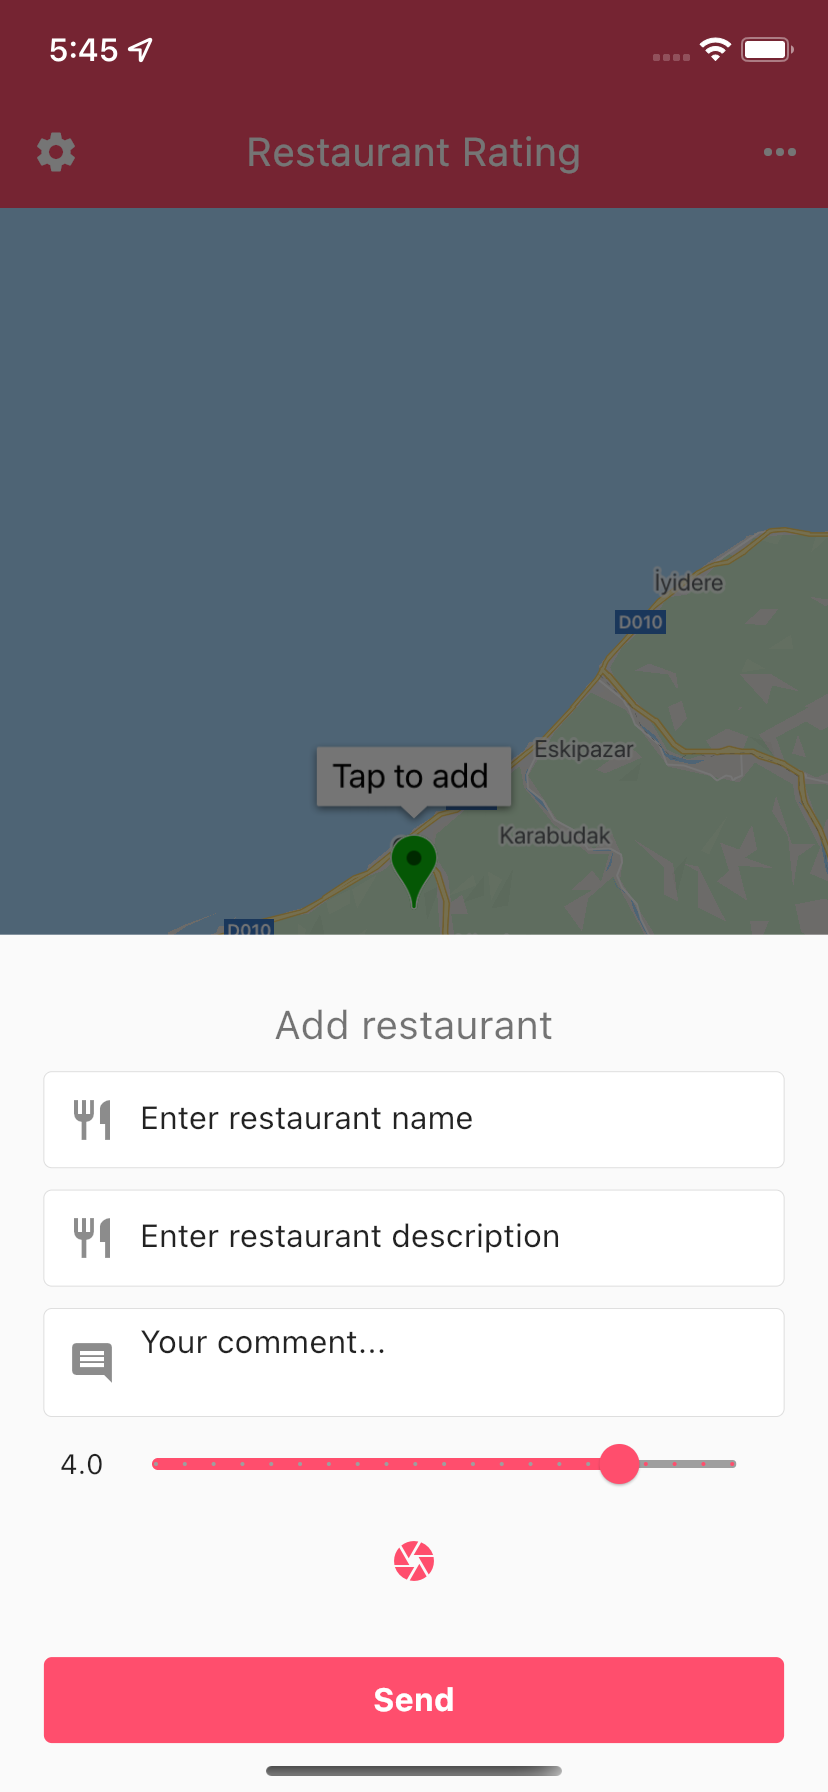 5:45
Restaurant Rating
İyidere
D010
Eskipazar
Tap to add
Karabudak
D010
Add restaurant
Enter restaurant name
Enter restaurant description
Your comment...
4.0
Send